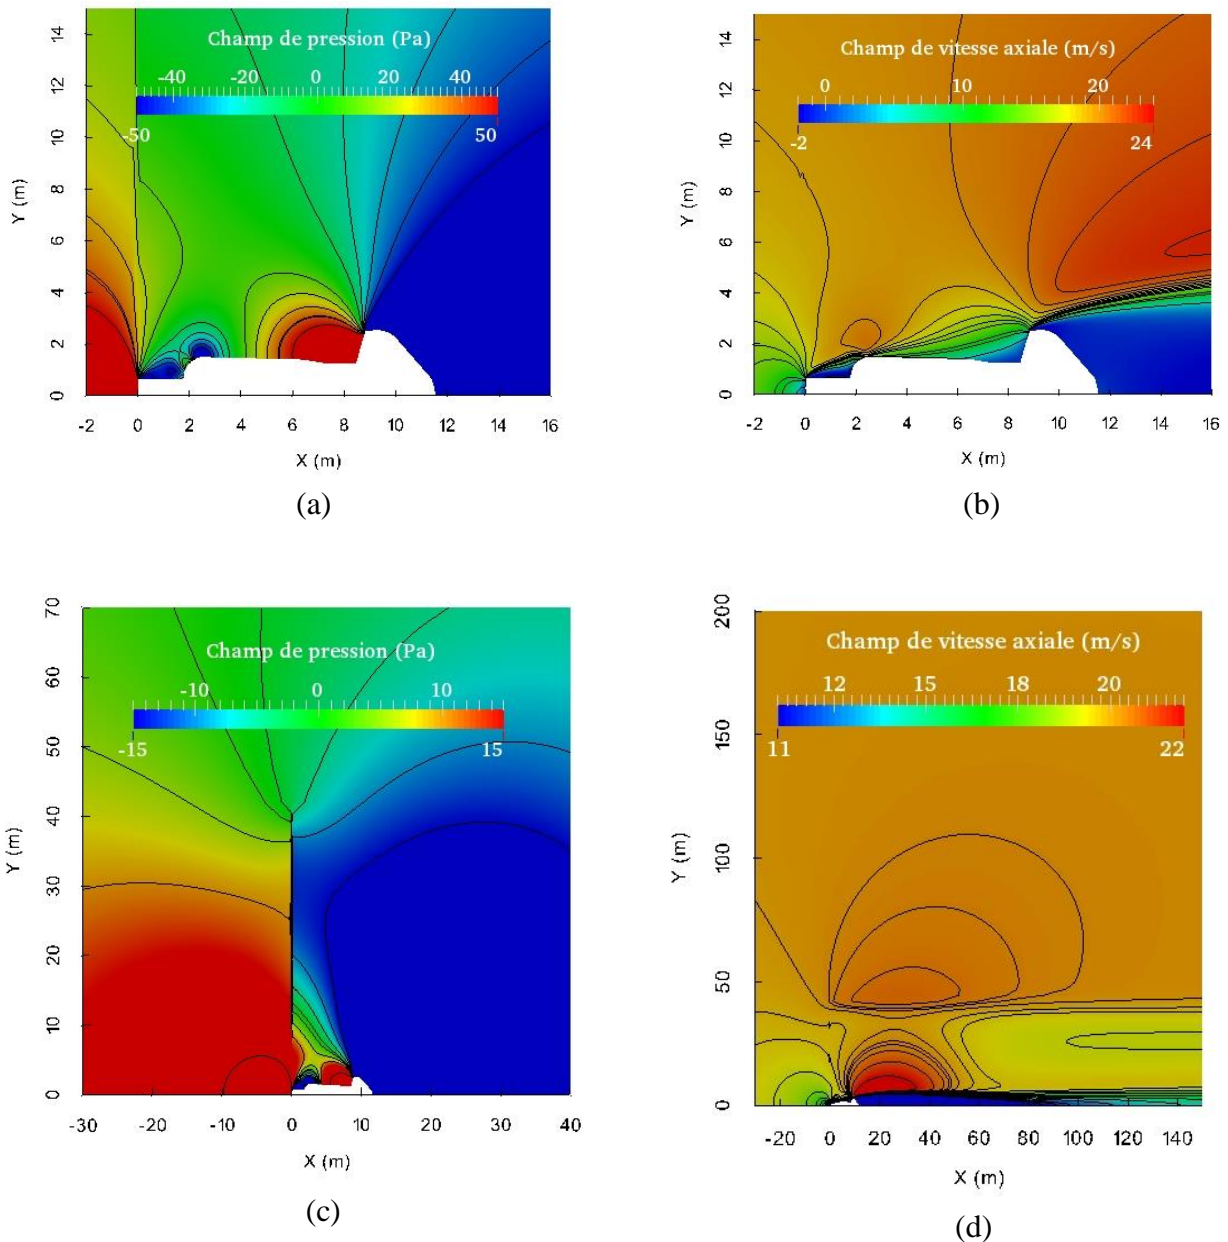 Champ de pression (Pa)
-40 -20 0 20 40
-50 50
14
12
10
8
6
4
2
0
Y (m)
-2 0 2 4 6 8 10 12 14 16
X (m)
(a)
Champ de vitesse axiale (m/s)
0 10 20
-2 24
14
12
10
8
6
4
2
0
Y (m)
-2 0 2 4 6 8 10 12 14 16
X (m)
(b)
Champ de pression (Pa)
-10 0 10
-15 15
70
60
50
40
30
20
10
0
Y (m)
-30 -20 -10 0 10 20 30 40
X (m)
(c)
Champ de vitesse axiale (m/s)
12 15 18 20
11 22
200
150
100
50
0
Y (m)
-20 0 20 40 60 80 100 120 140
X (m)
(d)